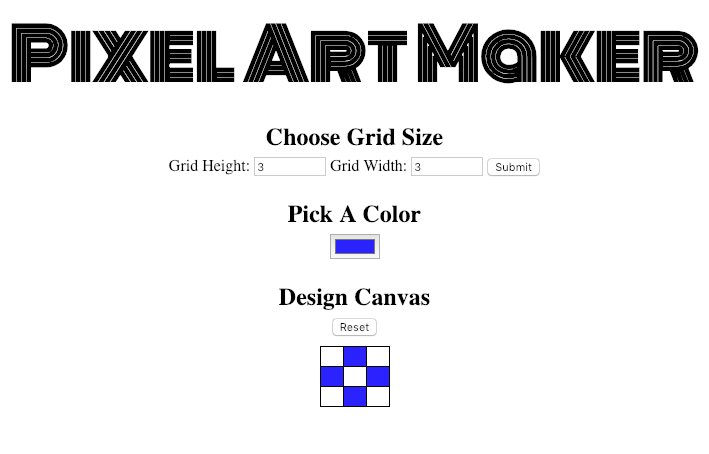 Pixel Art Maker
Choose Grid Size
Grid Height: 3 Grid Width: 3 Submit
Pick A Color
Design Canvas
Reset